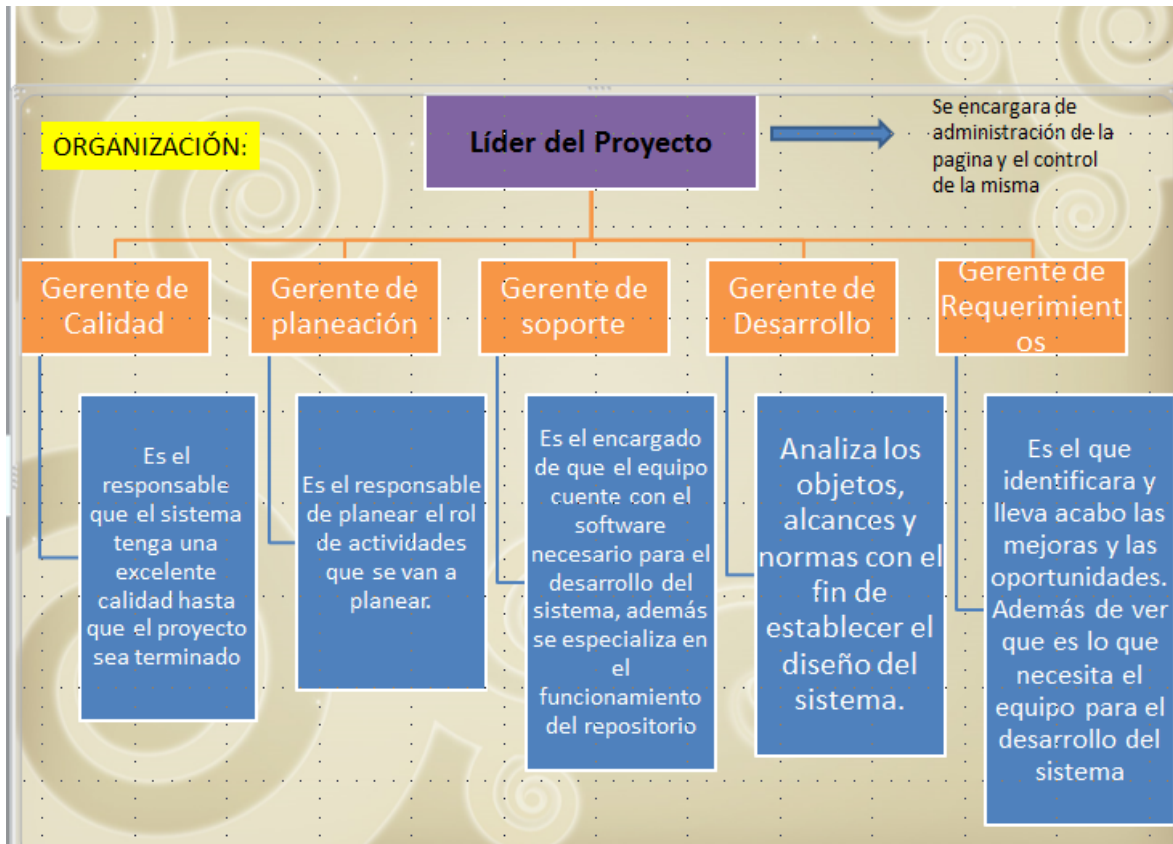 ORGANIZACIÓN:
Líder del Proyecto
Se encargara de
administración de la
pagina y el control
de la misma
Gerente de
Calidad
Gerente de
planeación
Gerente de
soporte
Gerente de
Desarrollo
Gerente de
Requerimient
os
Es el
responsable
que el sistema
tenga una
excelente
calidad hasta
que el proyecto
sea terminado
Es el responsable
de planear el rol
de actividades
que se van a
planear.
Es el encargado
de que el equipo
cuente con el
software
necesario para el
desarrollo del
sistema, además
se especializa en
el
funcionamiento
del repositorio
Analiza los
objetos,
alcances y
normas con el
fin de
establecer el
diseño del
sistema.
Es el que
identificara y
lleva acabo las
mejoras y las
oportunidades.
Además de ver
que es lo que
necesita el
equipo para el
desarrollo del
sistema